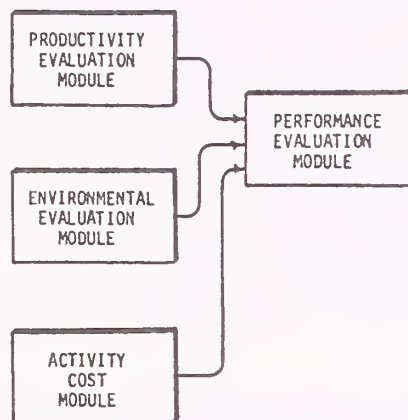 PRODUCTIVITY
EVALUATION
MODULE
PERFORMANCE
EVALUATION
MODULE
ENVIRONMENTAL
EVALUATION
MODULE
ACTIVITY
COST
MODULE